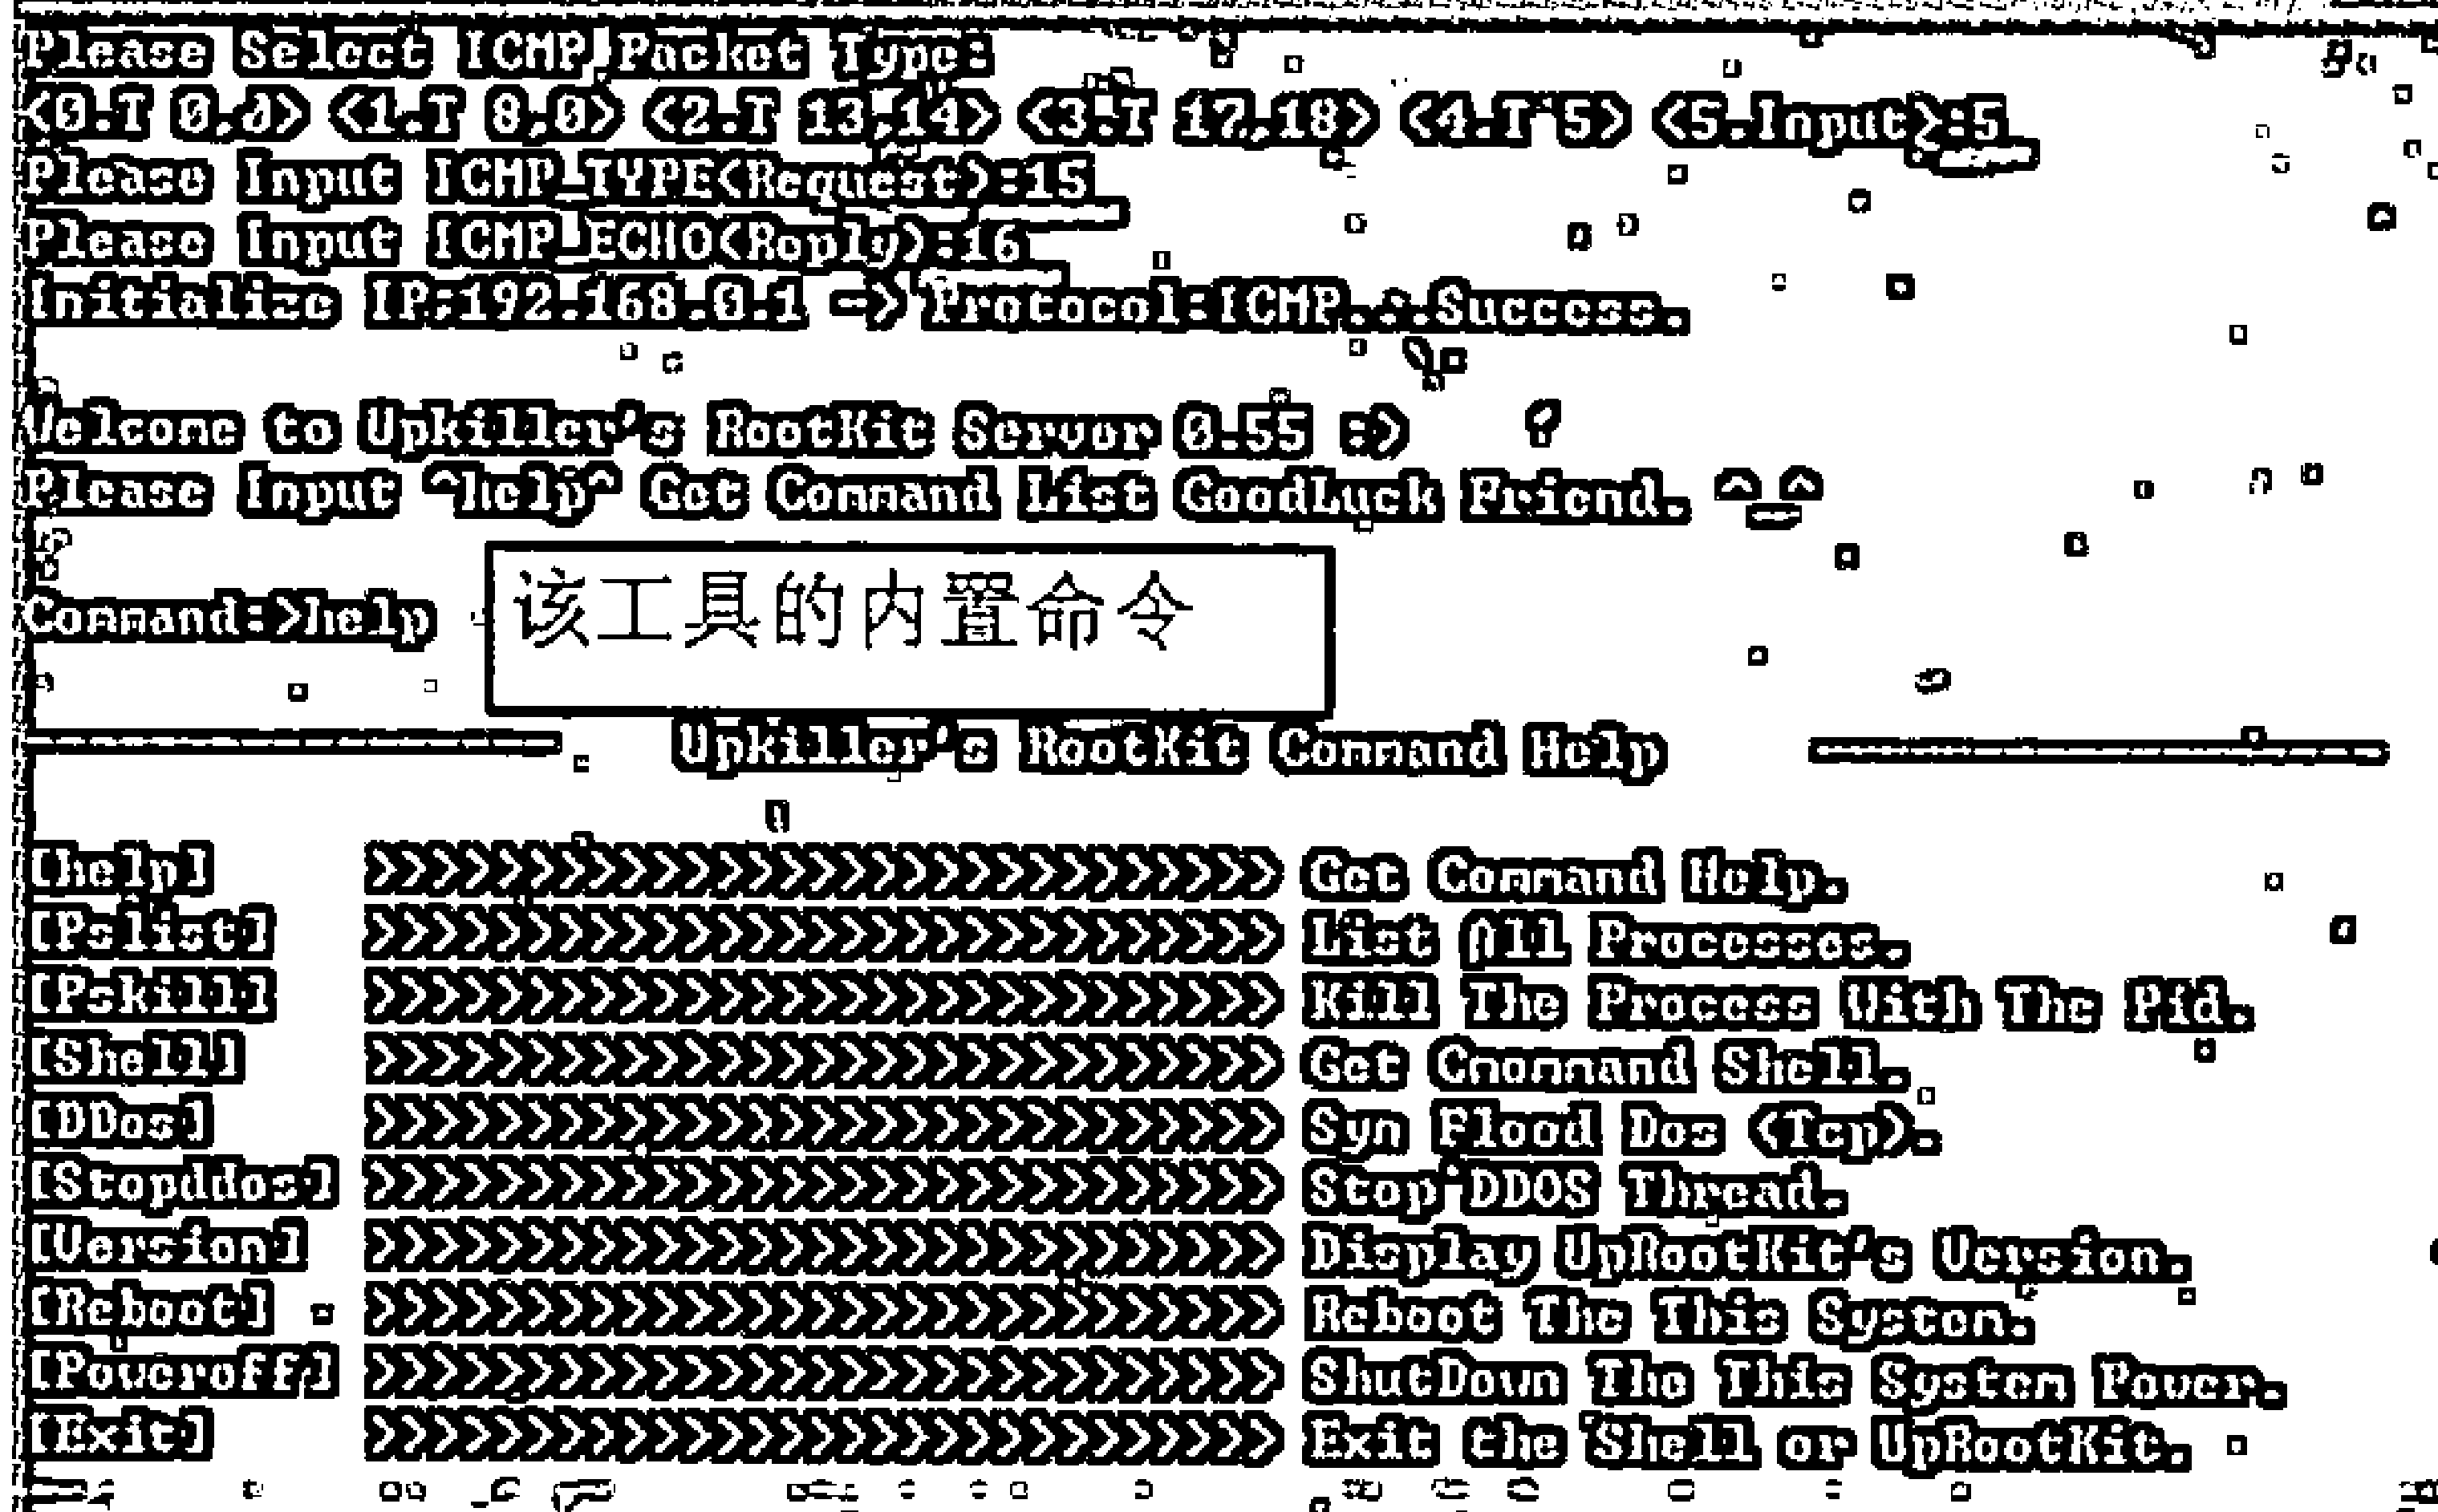 Please Select ICMP Packet Type:
<0.T 0,0> <1.T 8,0> <2.T 13,14> <3.T 17,18> <4.T 5> <5.Input>:5
Please Input ICMP_TYPE<Request>:15
Please Input ICMP_ECHO<Reply>:16
Initialize IP:192.168.0.1 => Protocol:ICMP...Success.
Welcome to Upkiller's RootKit Server 0.55 :>
Please Input ^help^ Get Command List GoodLuck Friend. ^_^
该工具的内置命令
Command:>help
Upkiller's RootKit Command Help
[help] >>>>>>>>>>>>>>>>>>>>>>>>>>>>> Get Command Help.
[Pslist] >>>>>>>>>>>>>>>>>>>>>>>>>>>>> List All Processes.
[Pskill] >>>>>>>>>>>>>>>>>>>>>>>>>>>>> Kill The Process With The Pid.
[Shell] >>>>>>>>>>>>>>>>>>>>>>>>>>>>> Get Cmommand Shell.
[DDos] >>>>>>>>>>>>>>>>>>>>>>>>>>>>> Syn Flood Dos <Tcp>.
[Stopddos] >>>>>>>>>>>>>>>>>>>>>>>>>>>>> Stop DDOS Thread.
[Version] >>>>>>>>>>>>>>>>>>>>>>>>>>>>> Display UpRootKit's Version.
[Reboot] >>>>>>>>>>>>>>>>>>>>>>>>>>>>> Reboot The This System.
[Poweroff] >>>>>>>>>>>>>>>>>>>>>>>>>>>>> ShutDown The This System Power.
[Exit] >>>>>>>>>>>>>>>>>>>>>>>>>>>>> Exit the Shell or UpRootKit.